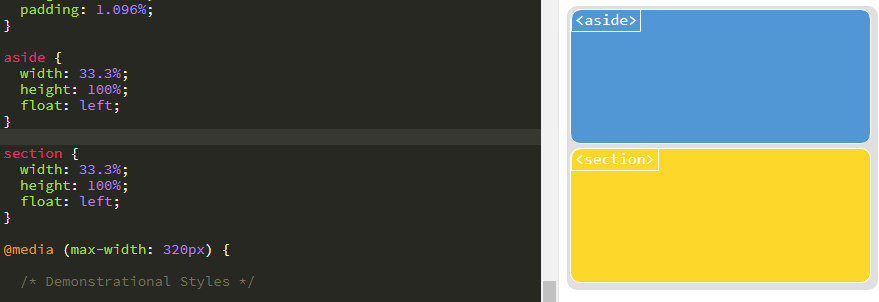 padding: 1.096%;
}
aside {
width: 33.3%;
height: 100%;
float: left;
}
section {
width: 33.3%;
height: 100%;
float: left;
}
@media (max-width: 320px) {
/* Demonstrational Styles */
<aside>
<section>